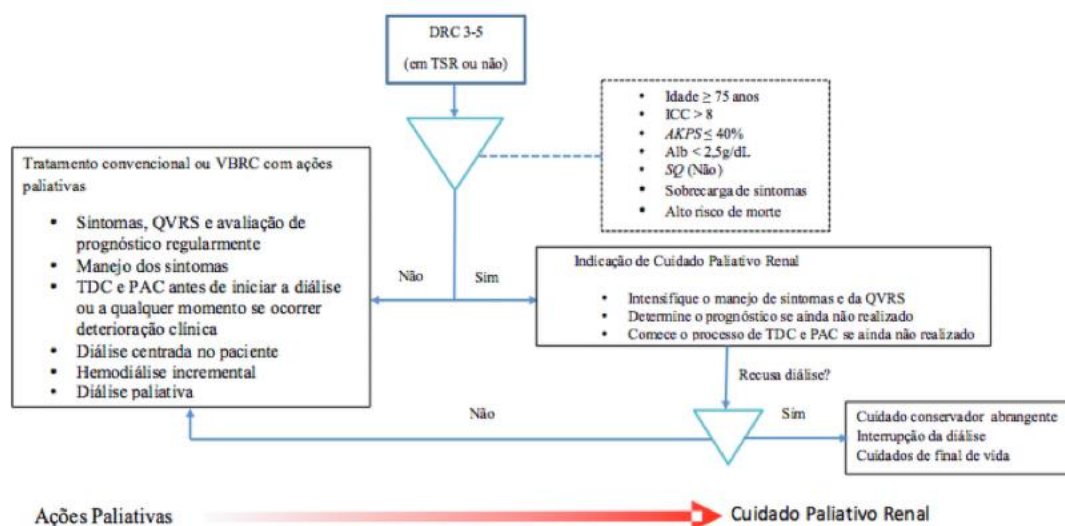 DRC 3-5
(em TSR ou não)
Idade ≥ 75 anos
ICC > 8
AKPS ≤ 40%
Alb < 2,5g/dL
SQ (Não)
Sobrecarga de sintomas
Alto risco de morte
Tratamento convencional ou VBRC com ações
paliativas
Sintomas, QVRS e avaliação de
prognóstico regularmente
Manejo dos sintomas
TDC e PAC antes de iniciar a diálise
ou a qualquer momento se ocorrer
deterioração clínica
Diálise centrada no paciente
Hemodiálise incremental
Diálise paliativa
Não
Sim
Indicação de Cuidado Paliativo Renal
Intensifique o manejo de sintomas e da QVRS
Determine o prognóstico se ainda não realizado
Comece o processo de TDC e PAC se ainda não realizado
Recusa diálise?
Não
Sim
Cuidado conservador abrangente
Interrupção da diálise
Cuidados de final de vida
Ações Paliativas
Cuidado Paliativo Renal